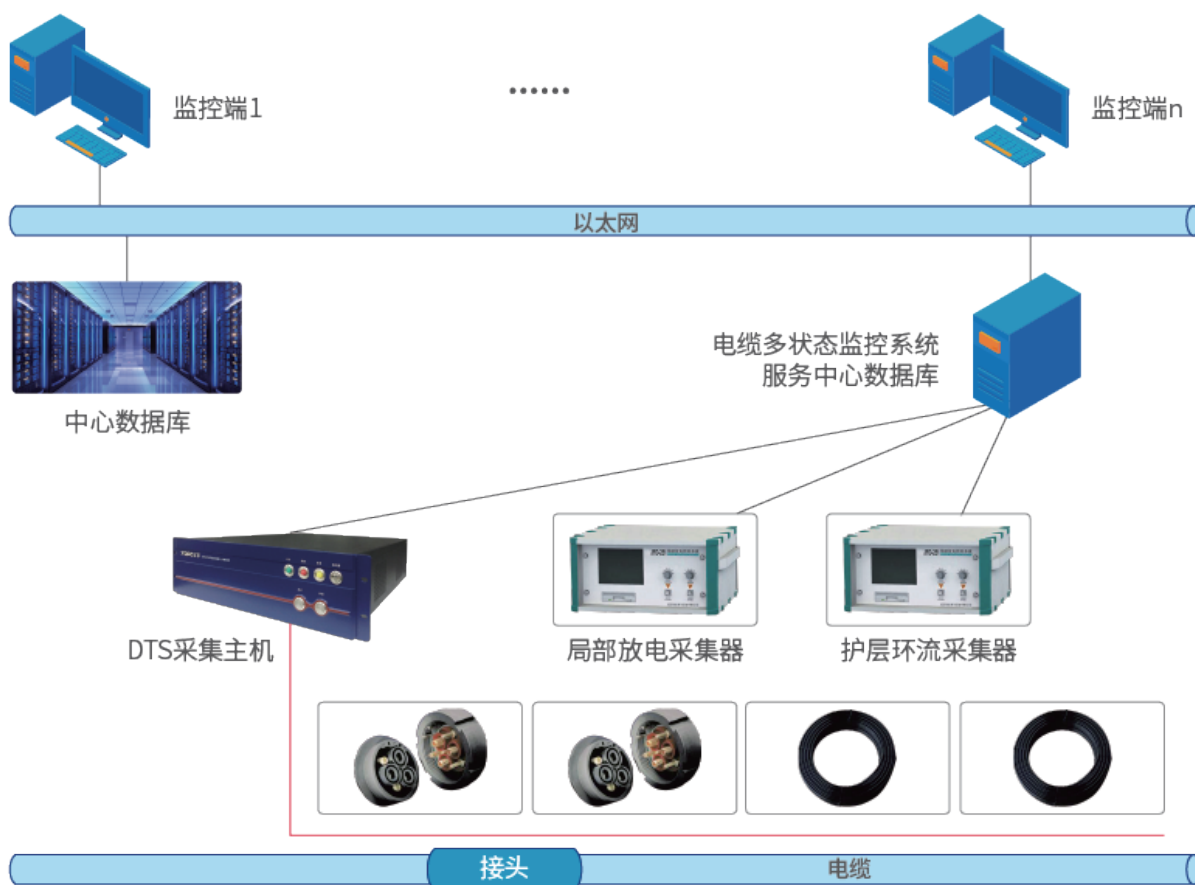 监控端1
······
监控端n
以太网
电缆多状态监控系统
服务中心数据库
中心数据库
DTS采集主机
局部放电采集器
护层环流采集器
接头
电缆